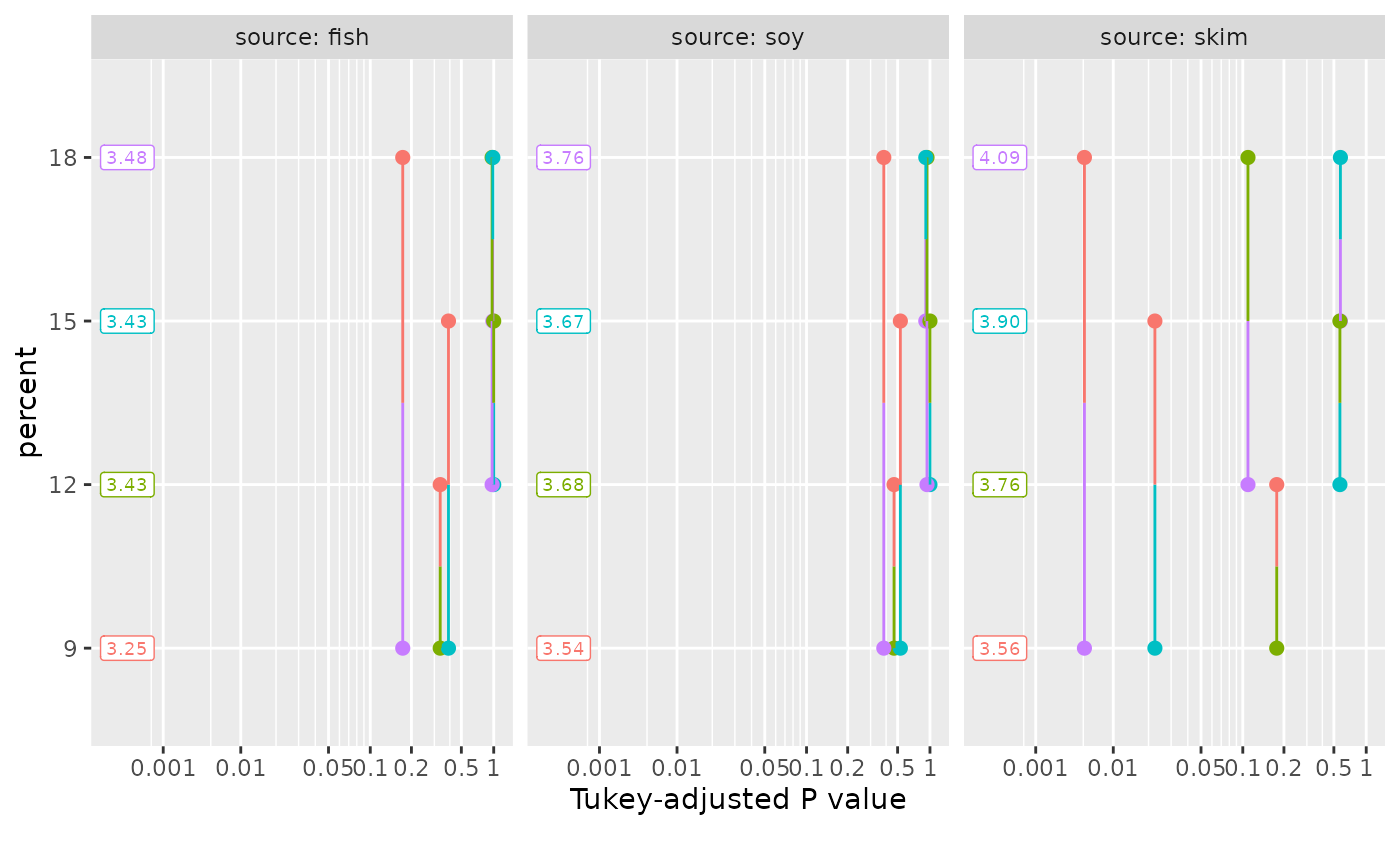 source: fish
source: soy
source: skim
percent
18
15
12
9
3.48
3.43
3.43
3.25
3.76
3.67
3.68
3.54
4.09
3.90
3.76
3.56
0.001 0.01 0.05 0.1 0.2 0.5 1
0.001 0.01 0.05 0.1 0.2 0.5 1
0.001 0.01 0.05 0.1 0.2 0.5 1
Tukey-adjusted P value